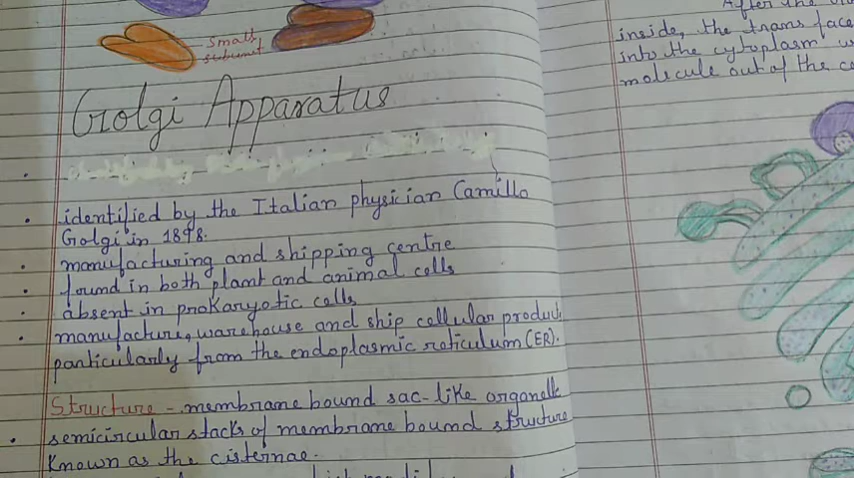 Small
subunit
Golgi Apparatus
identified by the Italian physician Camillo
Golgi in 1898.
manufacturing and shipping centre
found in both plant and animal cells
absent in prokaryotic cells
manufacture, warehouse and ship cellular product
particularly from the endoplasmic reticulum (ER).
Structure - membrane bound sac-like organelle
semicircular stacks of membrane bound structure
known as the cisternae.
After the
inside, the trans face
into the cytoplasm
molecule out of the